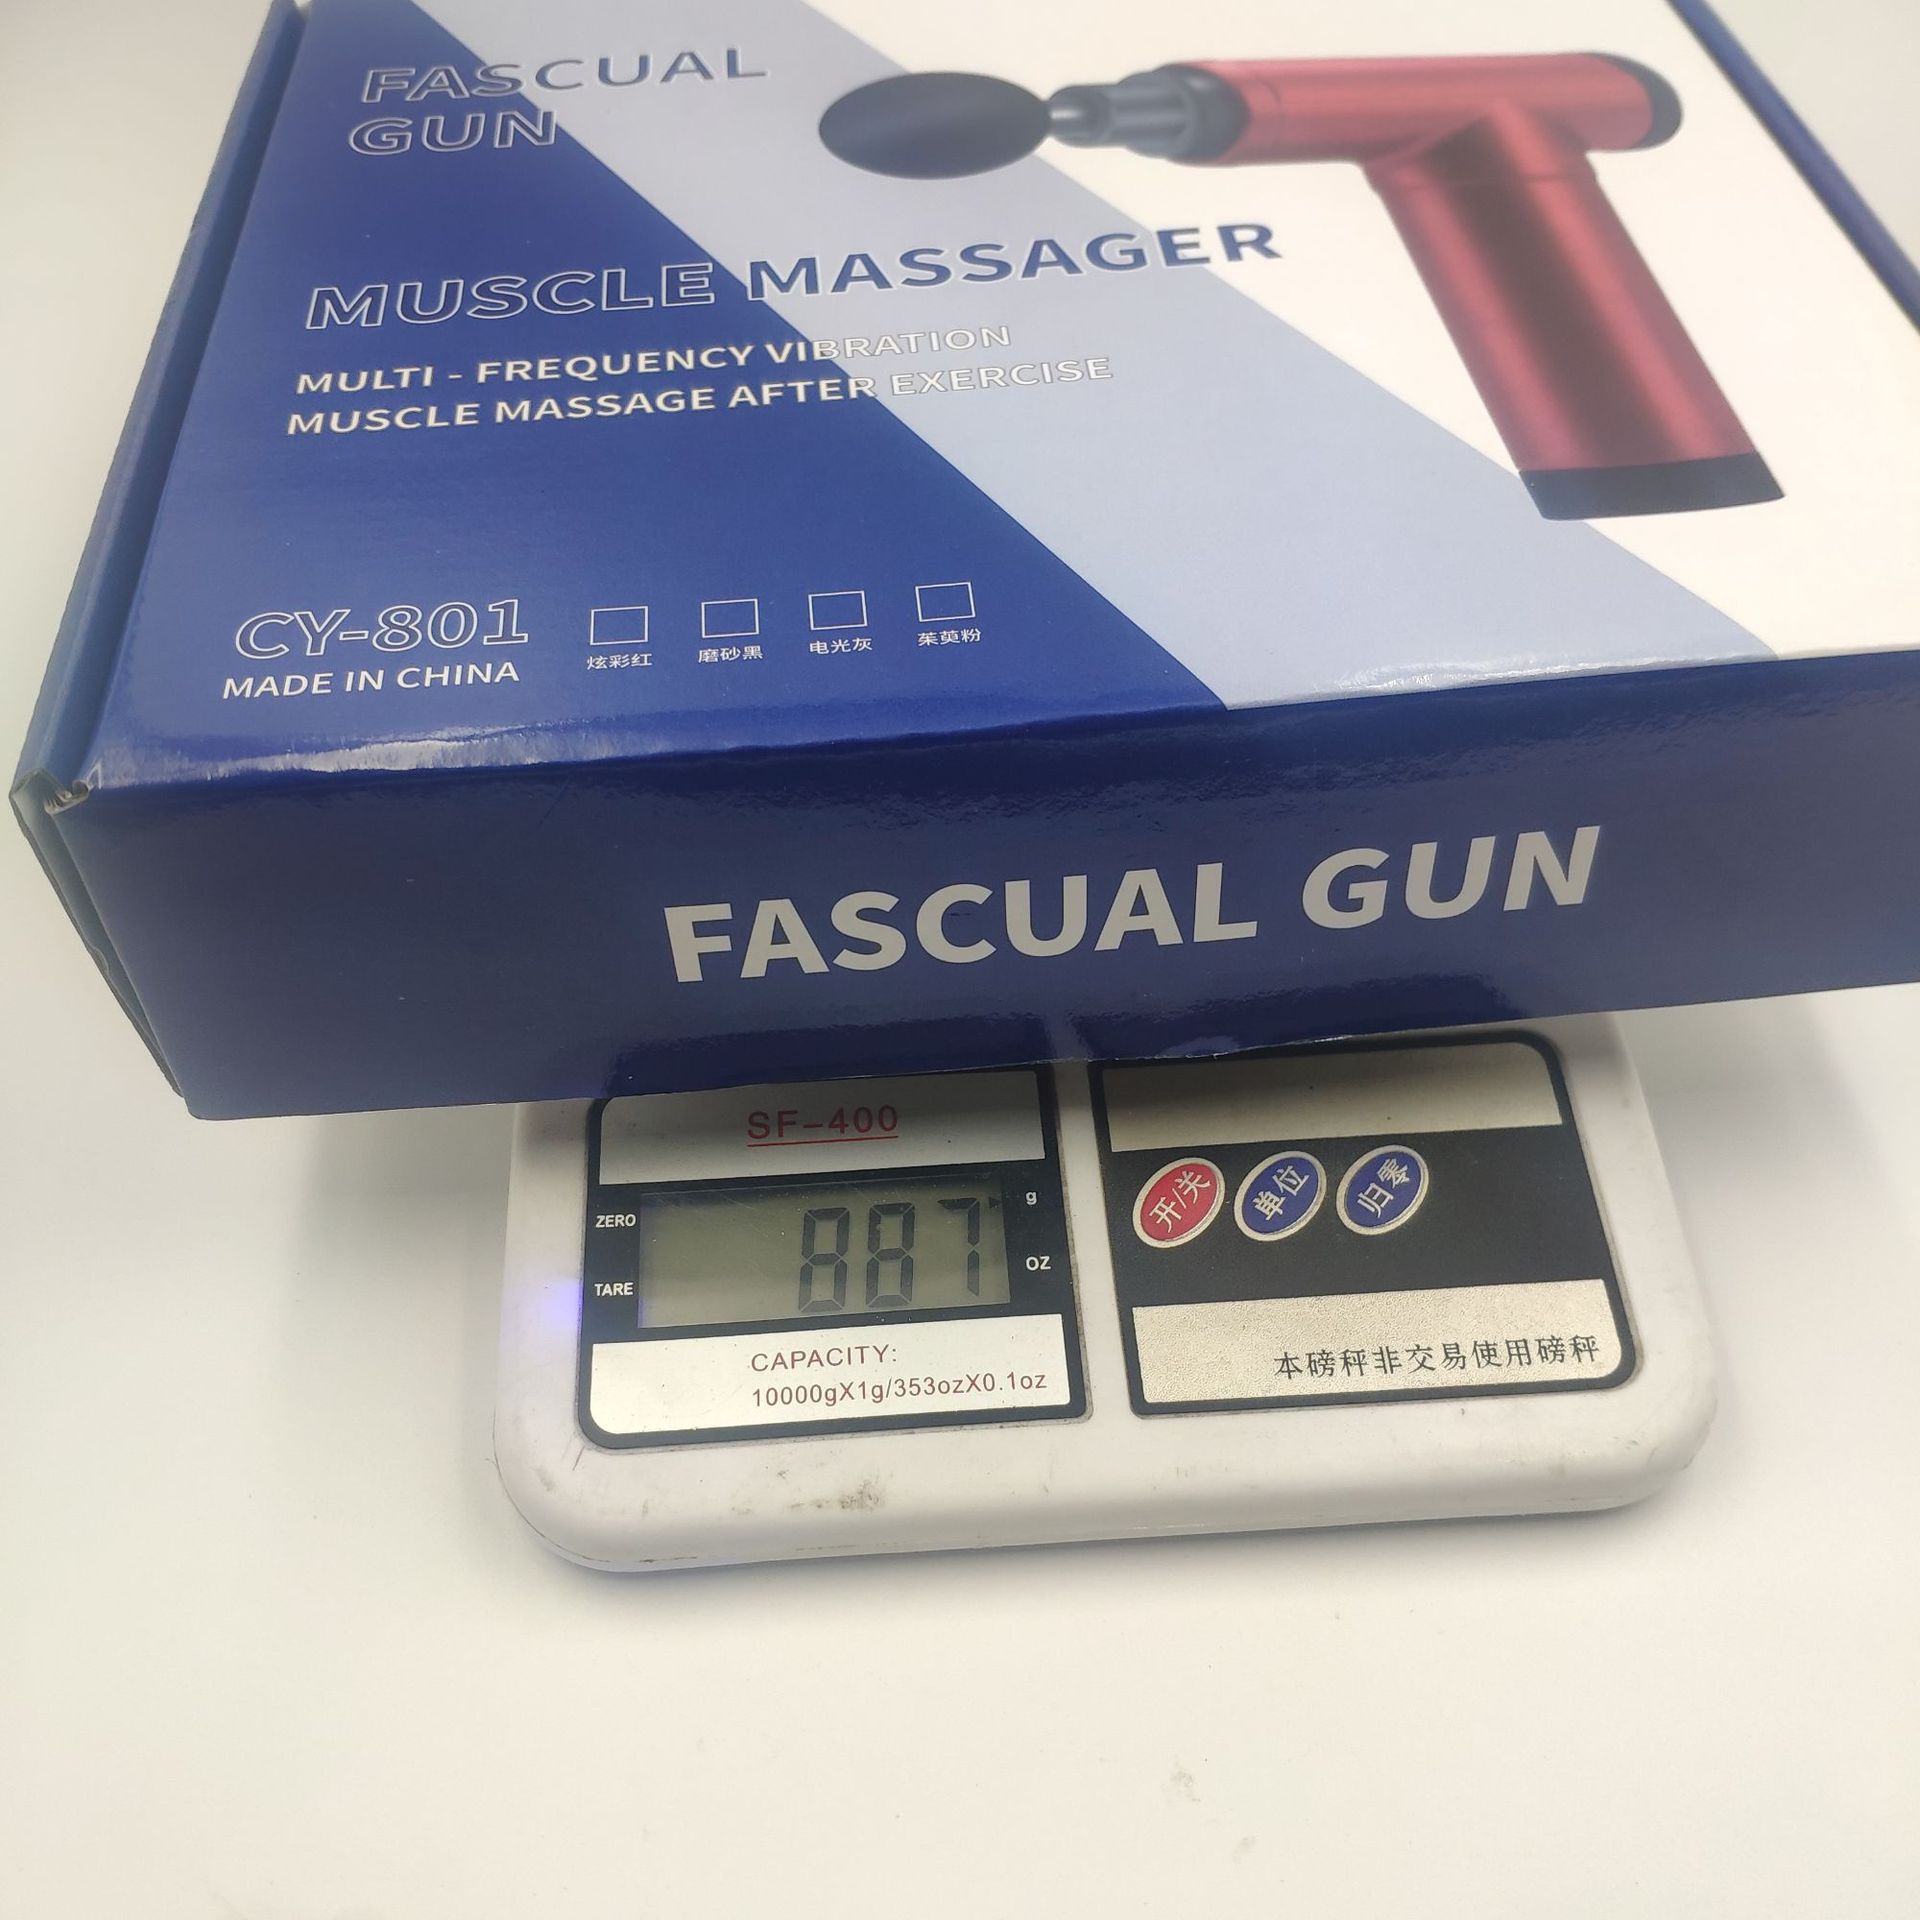 FASCUAL
GUN
MUSCLE MASSAGER
MULTI - FREQUENCY VIBRATION
MUSCLE MASSAGE AFTER EXERCISE
CY-801
MADE IN CHINA
炫彩红
磨砂黑
电光灰
茱萸粉
FASCUAL GUN
SF-400
ZERO
TARE
887
g
OZ
CAPACITY:
10000gX1g/353ozX0.1oz
开/关
单位
归零
本磅秤非交易使用磅秤